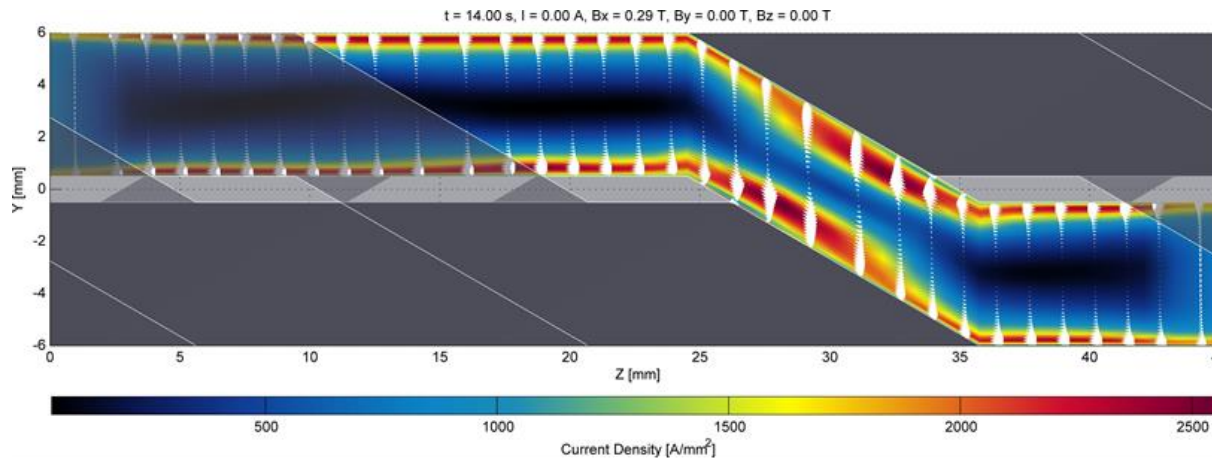 t = 14.00 s, I = 0.00 A, Bx = 0.29 T, By = 0.00 T, Bz = 0.00 T
6
4
2
0
-2
-4
-6
Y [mm]
0 5 10 15 20 25 30 35 40
Z [mm]
500 1000 1500 2000 2500
Current Density [A/mm²]